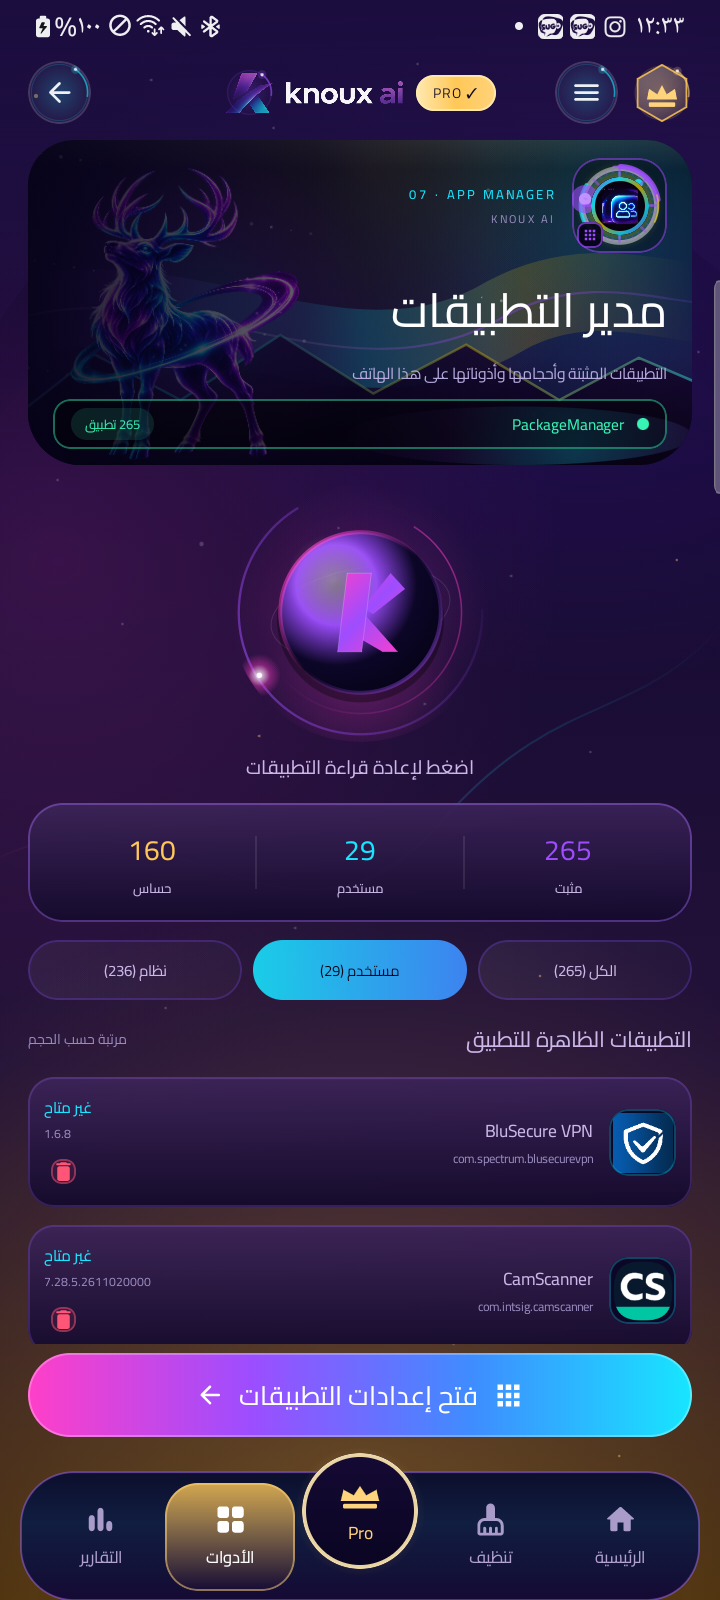 ١٢:٣٣
%١٠٠
knoux ai
PRO ✓
07 · APP MANAGER
KNOUX AI
مدير التطبيقات
التطبيقات المثبتة وأحجامها وأذوناتها على هذا الهاتف
PackageManager
265 تطبيق
اضغط لإعادة قراءة التطبيقات
265
29
160
مثبت
مستخدم
حساس
الكل (265)
مستخدم (29)
نظام (236)
التطبيقات الظاهرة للتطبيق
مرتبة حسب الحجم
BluSecure VPN
com.spectrum.blusecurevpn
غير متاح
1.6.8
CS
CamScanner
com.intsig.camscanner
غير متاح
7.28.5.2611020000
فتح إعدادات التطبيقات
الرئيسية
تنظيف
Pro
الأدوات
التقارير